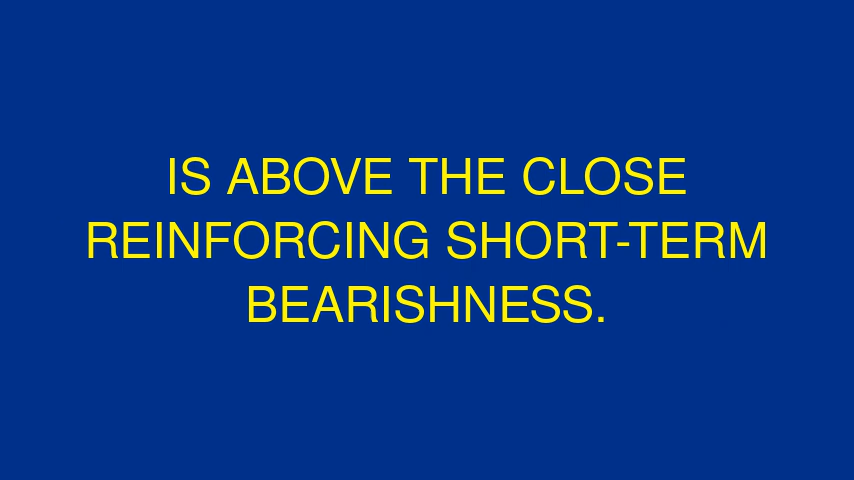 IS ABOVE THE CLOSE
REINFORCING SHORT-TERM
BEARISHNESS.